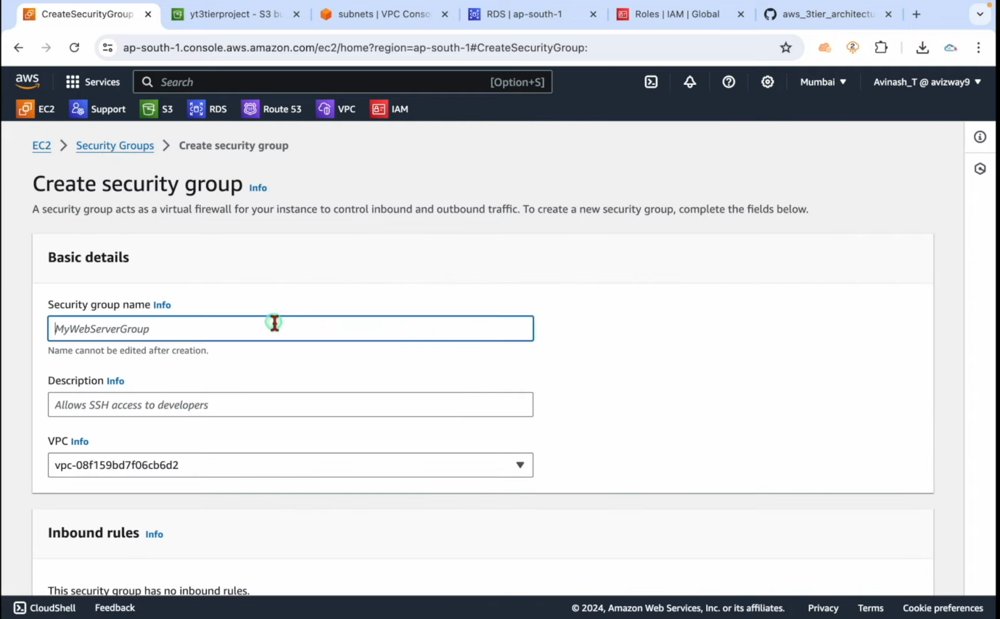 CreateSecurityGroup
yt3tierproject - S3 bu
subnets | VPC Conso
RDS | ap-south-1
Roles | IAM | Global
aws_3tier_architectu
ap-south-1.console.aws.amazon.com/ec2/home?region=ap-south-1#CreateSecurityGroup:
2
aws
Services
Search
[Option+S]
Mumbai
Avinash_T @ avizway9
EC2
Support
S3
RDS
Route 53
VPC
IAM
EC2 > Security Groups > Create security group
Create security group Info
A security group acts as a virtual firewall for your instance to control inbound and outbound traffic. To create a new security group, complete the fields below.
Basic details
Security group name Info
MyWebServerGroup
Name cannot be edited after creation.
Description Info
Allows SSH access to developers
VPC Info
vpc-08f159bd7f06cb6d2
Inbound rules Info
This security group has no inbound rules.
CloudShell
Feedback
© 2024, Amazon Web Services, Inc. or its affiliates.
Privacy
Terms
Cookie preferences